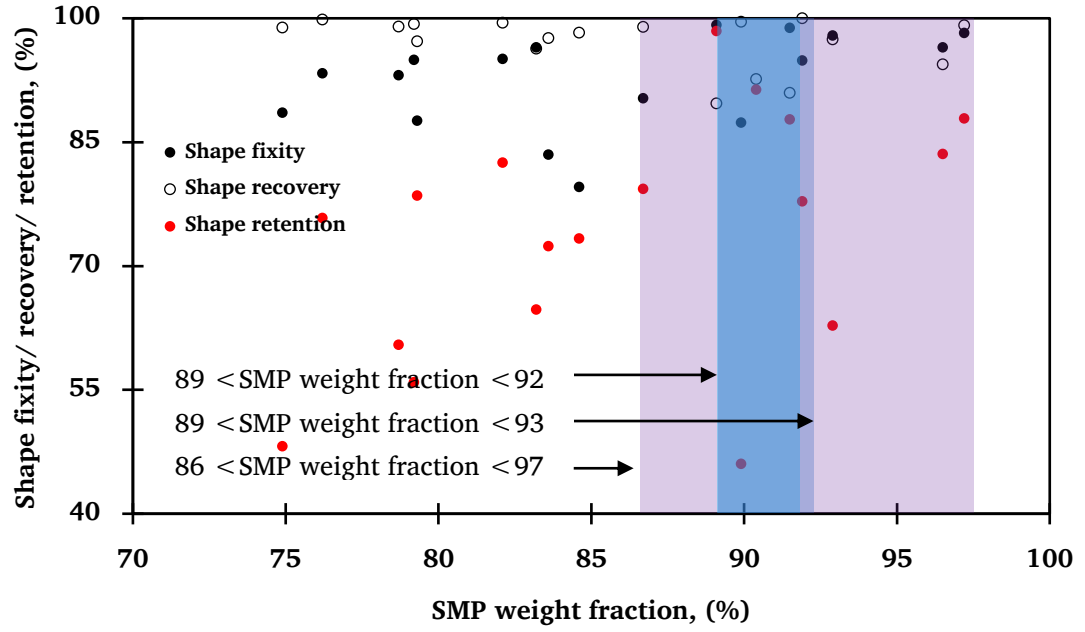 100
85
70
55
40
Shape fixity/ recovery/ retention, (%)
Shape fixity
Shape recovery
Shape retention
89 <SMP weight fraction <92
89 <SMP weight fraction <93
86 <SMP weight fraction <97
70 75 80 85 90 95 100
SMP weight fraction, (%)